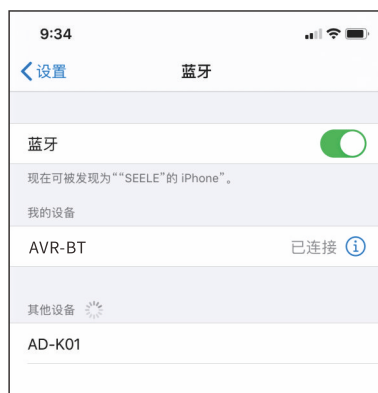 9:34
设置
蓝牙
蓝牙
现在可被发现为““SEELE”的 iPhone”。
我的设备
AVR-BT 已连接
其他设备
AD-K01